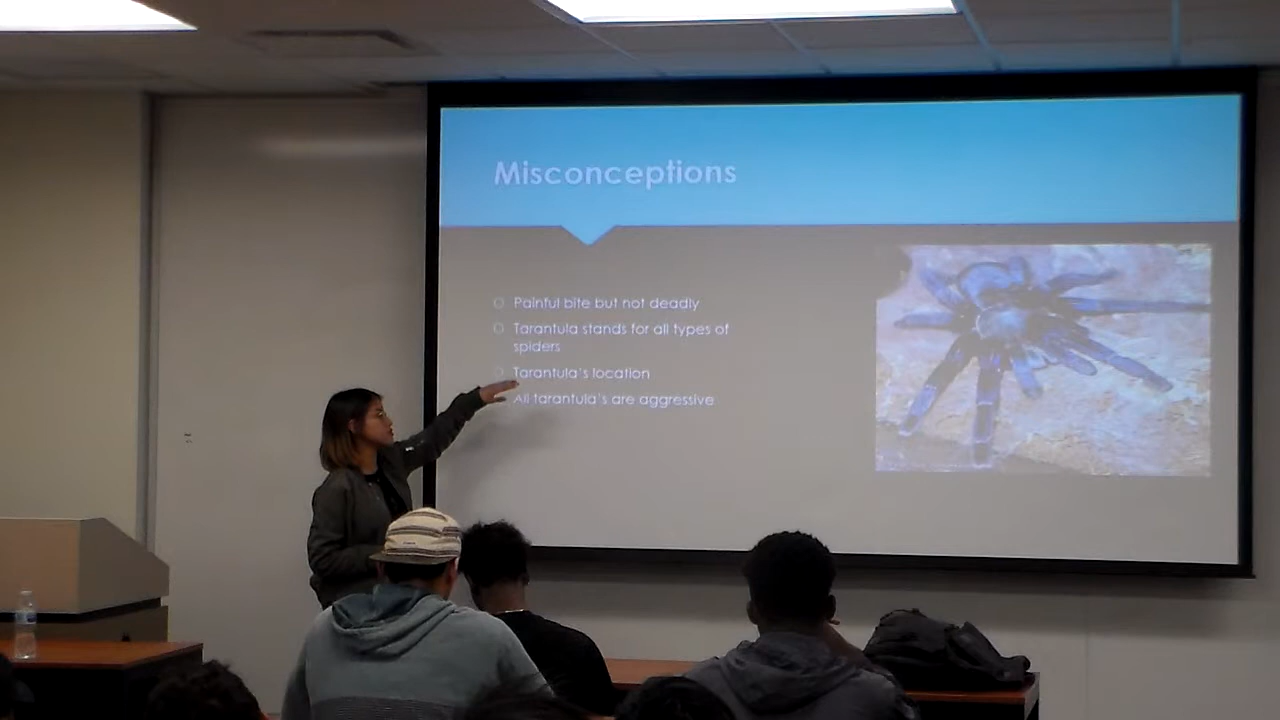 Misconceptions
Painful bite but not deadly
Tarantula stands for all types of
spiders
Tarantula's location
All tarantula's are aggressive